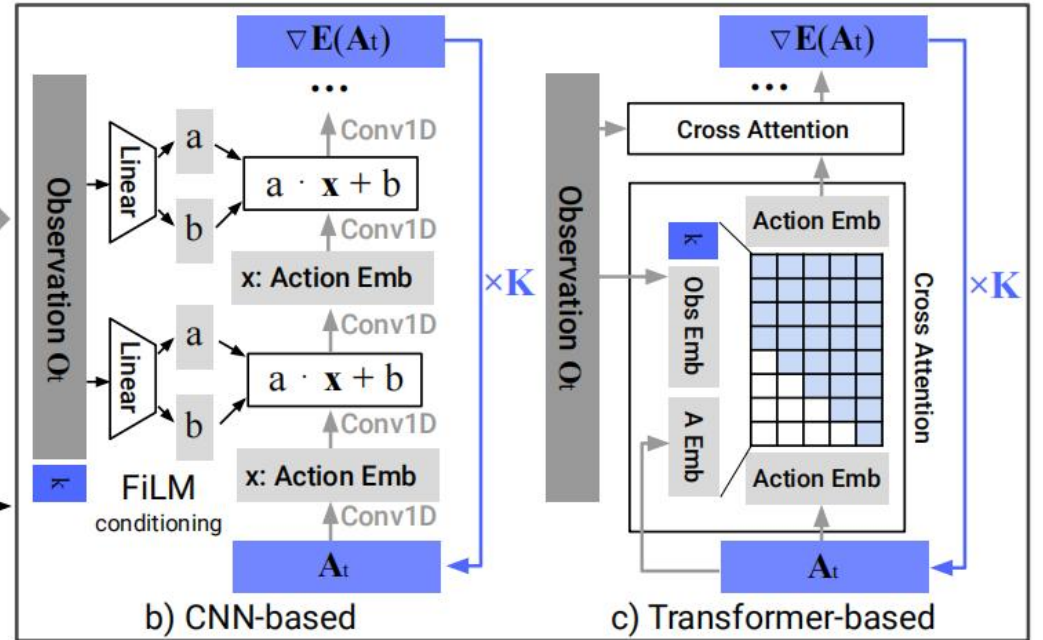 ∇E(At)
...
Conv1D
Observation Ot
Linear
a
b
a · x + b
Conv1D
x: Action Emb
Conv1D
Linear
a
b
a · x + b
Conv1D
x: Action Emb
Conv1D
k
FiLM
conditioning
At
×K
b) CNN-based
∇E(At)
...
Cross Attention
Observation Ot
Action Emb
k
Obs Emb
A Emb
Cross Attention
Action Emb
At
×K
c) Transformer-based